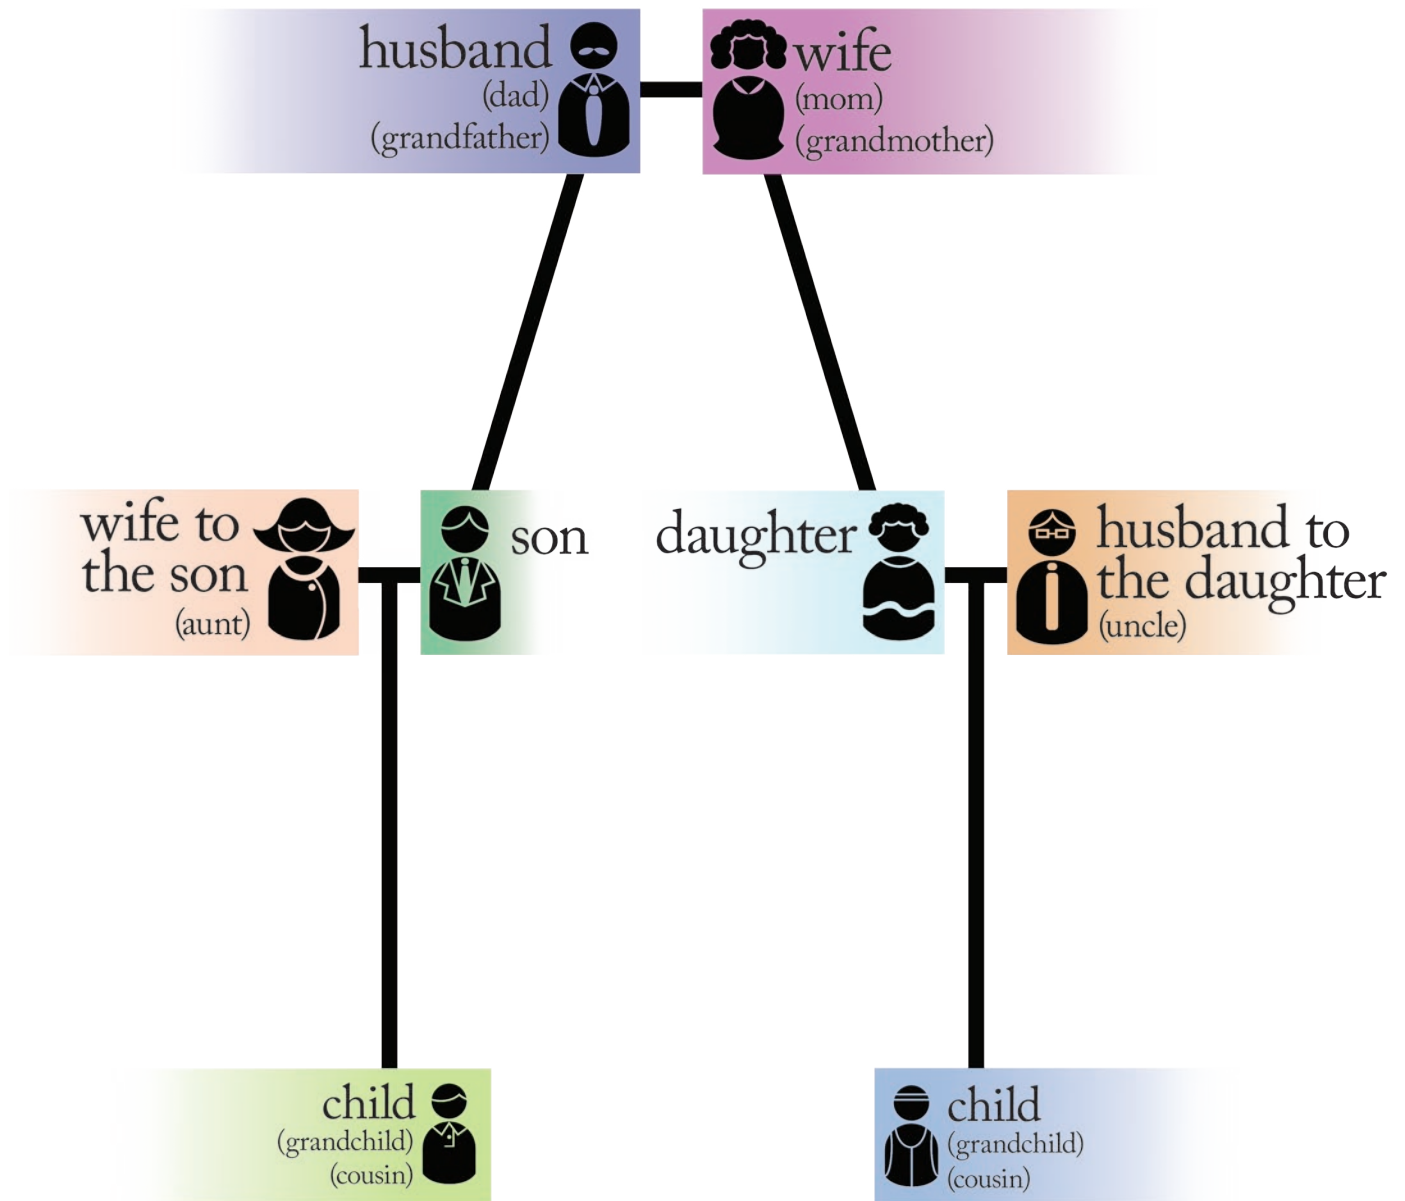 husband
(dad)
(grandfather)
wife
(mom)
(grandmother)
wife to
the son
(aunt)
son
daughter
husband to
the daughter
(uncle)
child
(grandchild)
(cousin)
child
(grandchild)
(cousin)